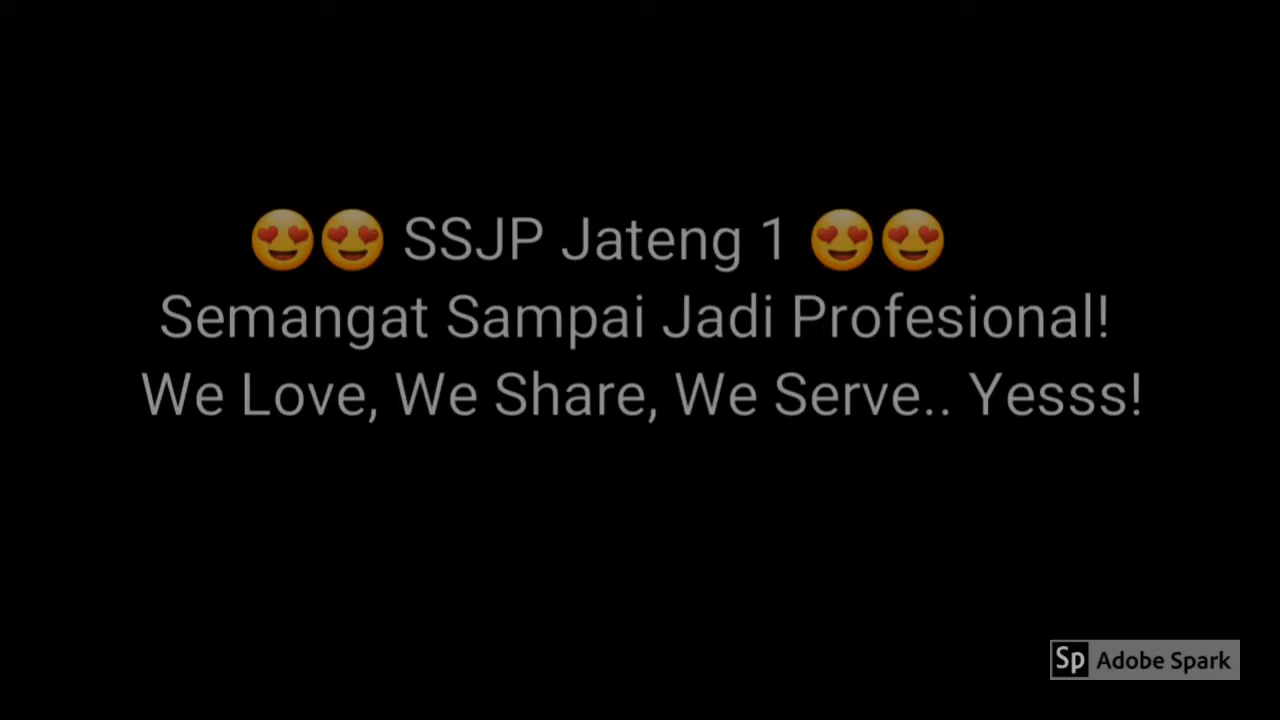 😍😍 SSJP Jateng 1 😍😍
Semangat Sampai Jadi Profesional!
We Love, We Share, We Serve.. Yesss!
Sp Adobe Spark